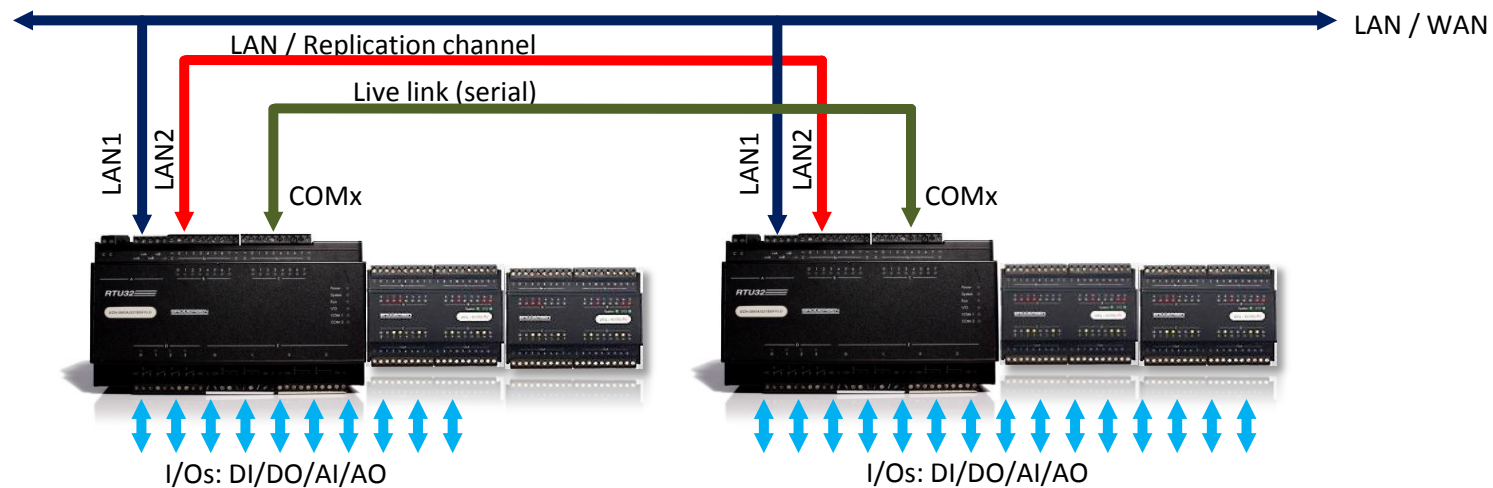 LAN / WAN
LAN / Replication channel
Live link (serial)
LAN1
LAN2
COMx
LAN1
LAN2
COMx
RTU32
RTU32
I/Os: DI/DO/AI/AO
I/Os: DI/DO/AI/AO